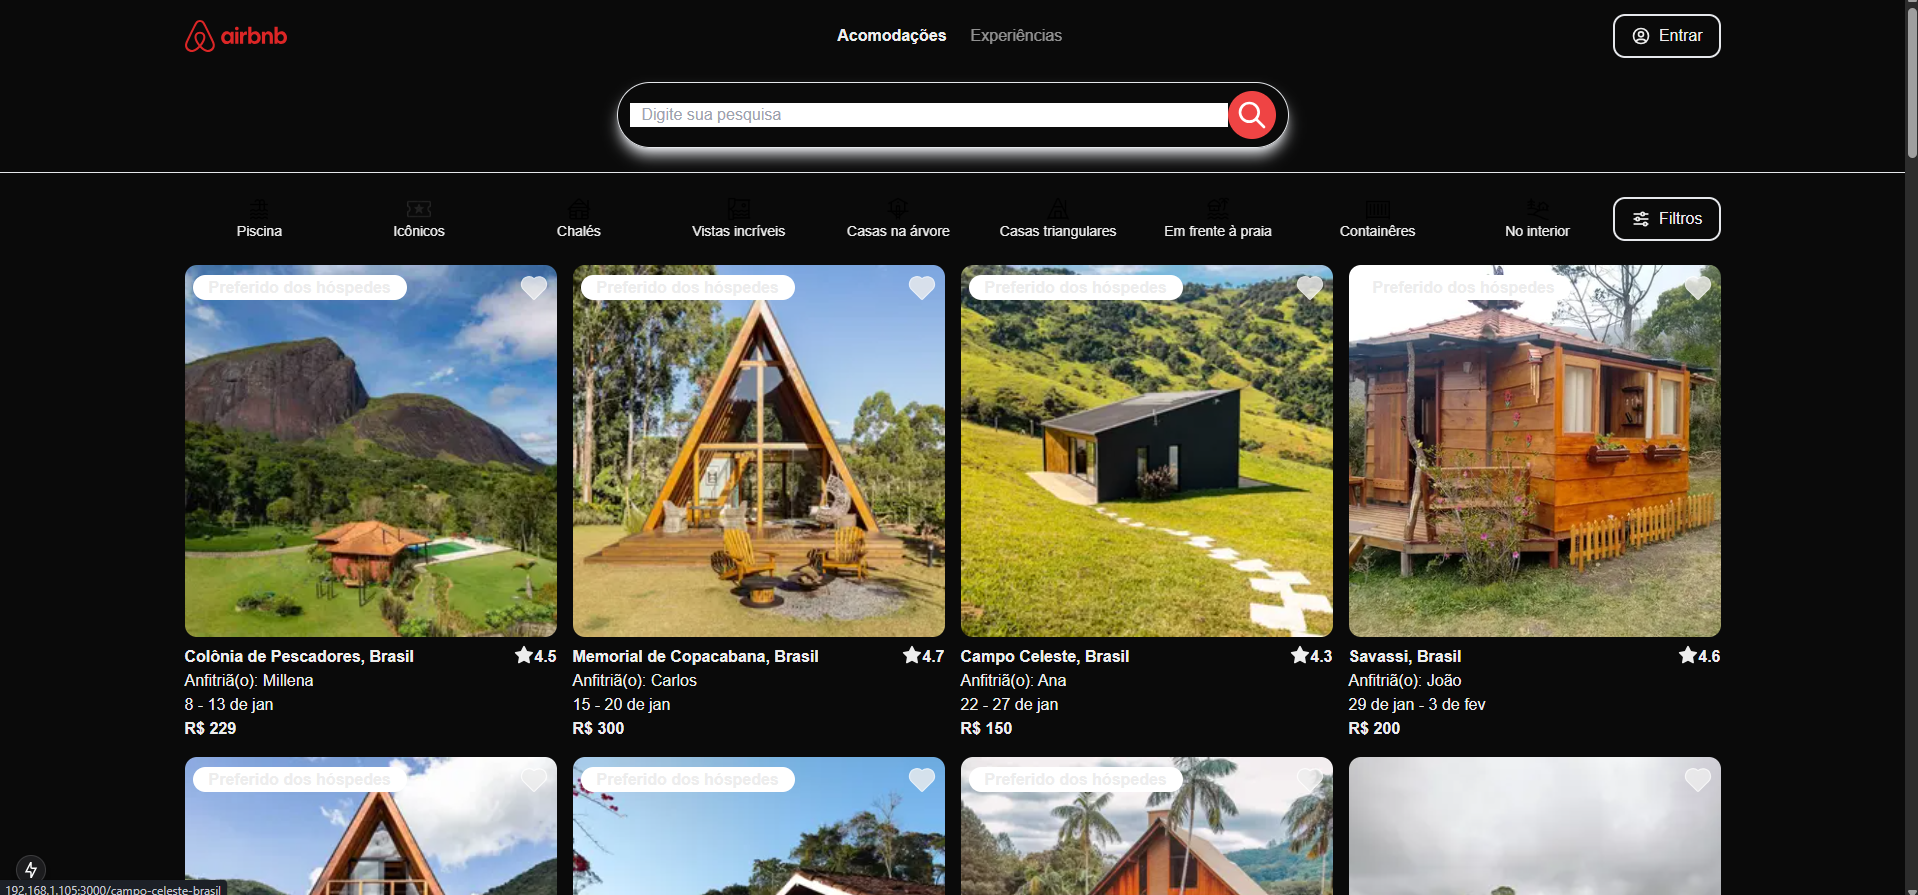 airbnb
Acomodações
Experiências
Entrar
Digite sua pesquisa
Piscina
Icônicos
Chalés
Vistas incríveis
Casas na árvore
Casas triangulares
Em frente à praia
Containêres
No interior
Filtros
Preferido dos hóspedes
Preferido dos hóspedes
Preferido dos hóspedes
Preferido dos hóspedes
Colônia de Pescadores, Brasil
4.5
Anfitriã(o): Millena
8 - 13 de jan
R$ 229
Memorial de Copacabana, Brasil
4.7
Anfitriã(o): Carlos
15 - 20 de jan
R$ 300
Campo Celeste, Brasil
4.3
Anfitriã(o): Ana
22 - 27 de jan
R$ 150
Savassi, Brasil
4.6
Anfitriã(o): João
29 de jan - 3 de fev
R$ 200
Preferido dos hóspedes
Preferido dos hóspedes
Preferido dos hóspedes
192.168.1.105:3000/campo-celeste-brasil